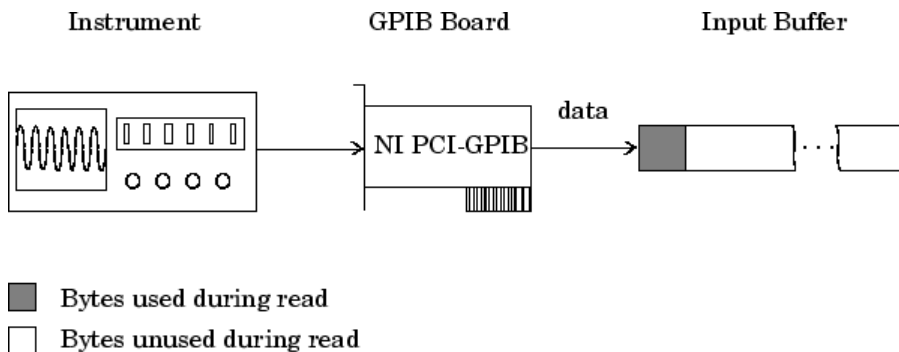 Instrument
GPIB Board
Input Buffer
data
NI PCI-GPIB
Bytes used during read
Bytes unused during read